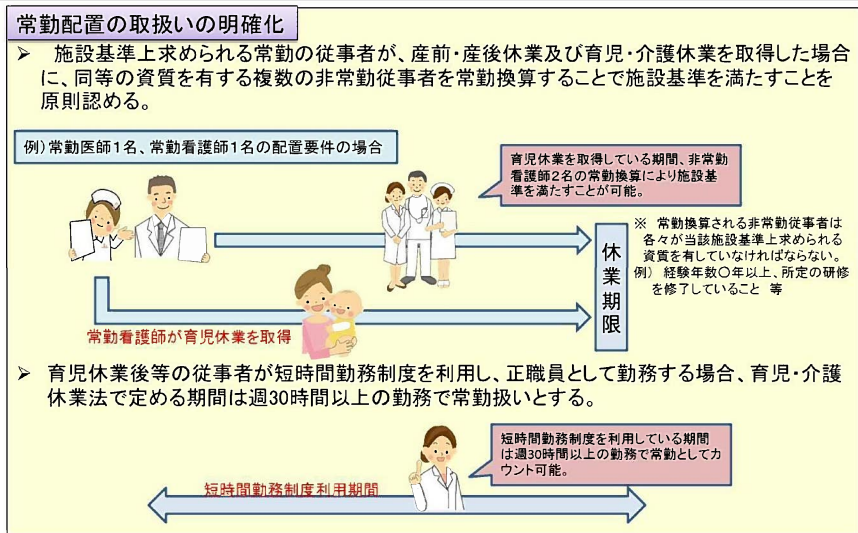 常勤配置の取扱いの明確化
➢ 施設基準上求められる常勤の従事者が、産前・産後休業及び育児・介護休業を取得した場合
に、同等の資質を有する複数の非常勤従事者を常勤換算することで施設基準を満たすことを
原則認める。
例）常勤医師1名、常勤看護師1名の配置要件の場合
育児休業を取得している期間、非常勤
看護師2名の常勤換算により施設基
準を満たすことが可能。
※ 常勤換算される非常勤従事者は
各々が当該施設基準上求められる
資質を有していなければならない。
例） 経験年数〇年以上、所定の研修
を修了していること 等
休業期限
常勤看護師が育児休業を取得
➢ 育児休業後等の従事者が短時間勤務制度を利用し、正職員として勤務する場合、育児・介護
休業法で定める期間は週30時間以上の勤務で常勤扱いとする。
短時間勤務制度を利用している期間
は週30時間以上の勤務で常勤としてカ
ウント可能。
短時間勤務制度利用期間